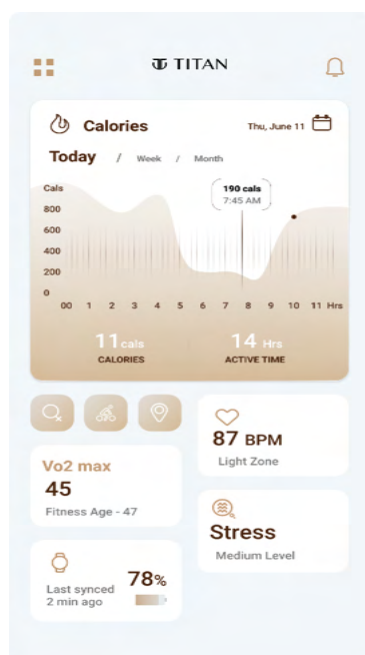 TITAN
Calories
Thu, June 11
Today / Week / Month
Cals
190 cals
7:45 AM
800
600
400
200
0
00 1 2 3 4 5 6 7 8 9 10 11 Hrs
11 cals
CALORIES
14 Hrs
ACTIVE TIME
Vo2 max
45
Fitness Age - 47
87 BPM
Light Zone
Stress
Medium Level
Last synced
2 min ago
78%